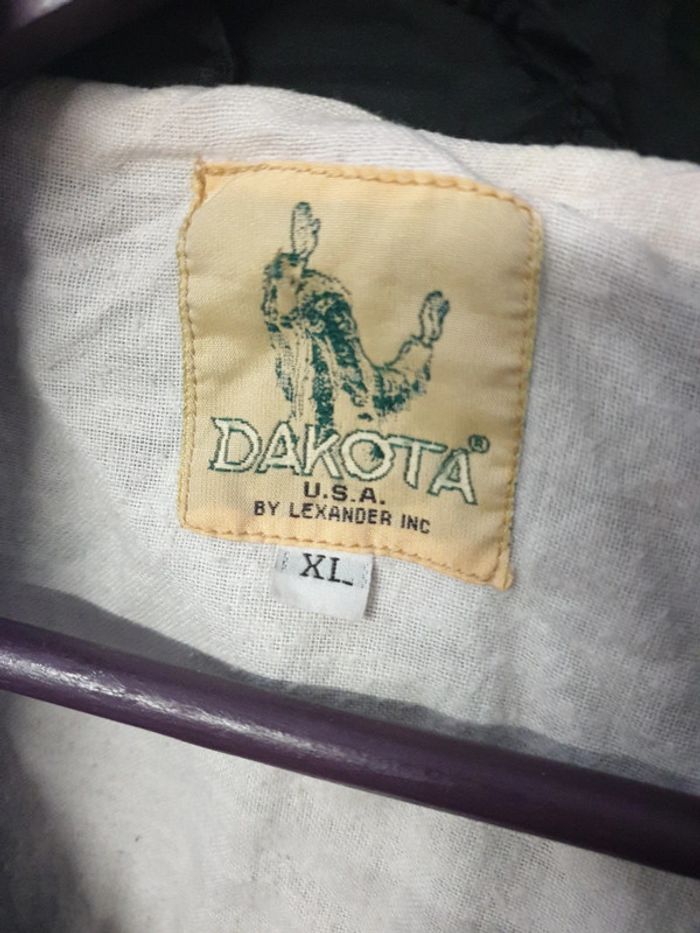 DAKOTA®
U.S.A.
BY LEXANDER INC
XL